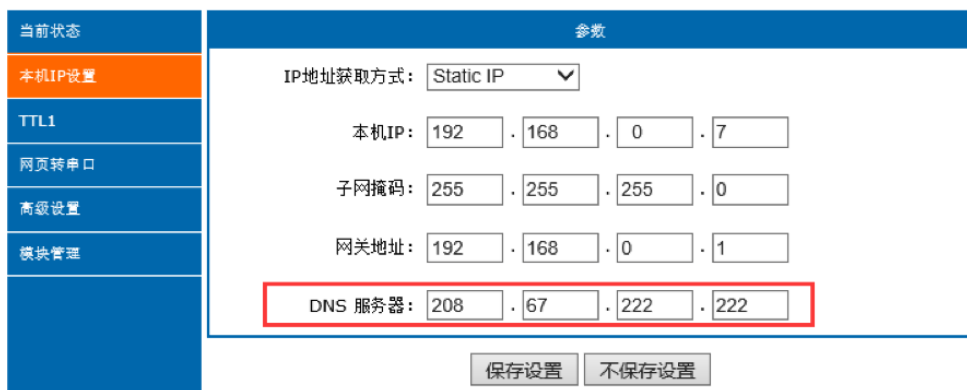 当前状态
本机IP设置
TTL1
网页转串口
高级设置
模块管理
参数
IP地址获取方式: Static IP
本机IP: 192 . 168 . 0 . 7
子网掩码: 255 . 255 . 255 . 0
网关地址: 192 . 168 . 0 . 1
DNS 服务器: 208 . 67 . 222 . 222
保存设置 不保存设置